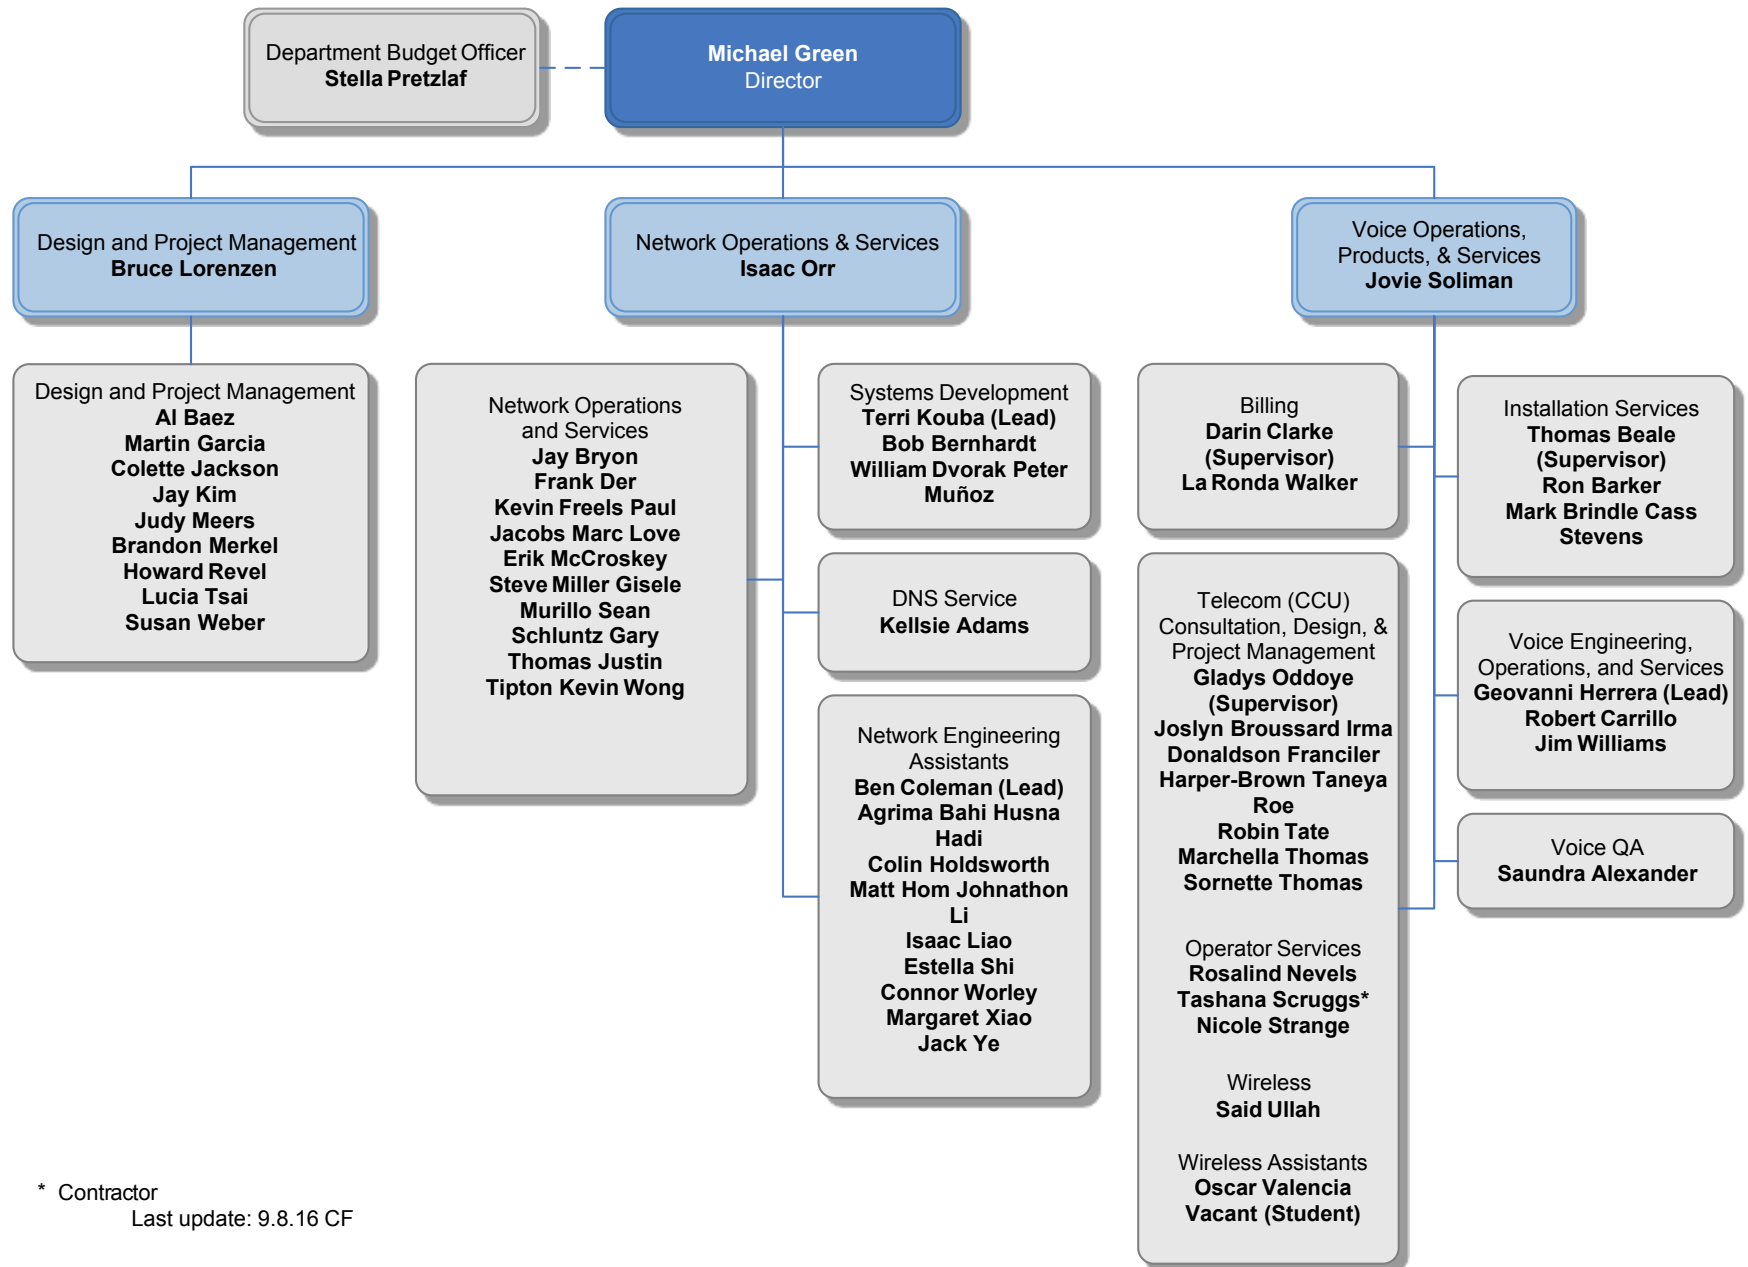 Department Budget Officer
Stella Pretzlaf
Michael Green
Director
Design and Project Management
Bruce Lorenzen
Network Operations & Services
Isaac Orr
Voice Operations,
Products, & Services
Jovie Soliman
Design and Project Management
Al Baez
Martin Garcia
Colette Jackson
Jay Kim
Judy Meers
Brandon Merkel
Howard Revel
Lucia Tsai
Susan Weber
Network Operations
and Services
Jay Bryon
Frank Der
Kevin Freels Paul
Jacobs Marc Love
Erik McCroskey
Steve Miller Gisele
Murillo Sean
Schluntz Gary
Thomas Justin
Tipton Kevin Wong
Systems Development
Terri Kouba (Lead)
Bob Bernhardt
William Dvorak Peter
Muñoz
DNS Service
Kellsie Adams
Network Engineering
Assistants
Ben Coleman (Lead)
Agrima Bahi Husna
Hadi
Colin Holdsworth
Matt Hom Johnathon
Li
Isaac Liao
Estella Shi
Connor Worley
Margaret Xiao
Jack Ye
Billing
Darin Clarke
(Supervisor)
La Ronda Walker
Telecom (CCU)
Consultation, Design, &
Project Management
Gladys Oddoye
(Supervisor)
Joslyn Broussard Irma
Donaldson Franciler
Harper-Brown Taneya
Roe
Robin Tate
Marchella Thomas
Sornette Thomas
Operator Services
Rosalind Nevels
Tashana Scruggs*
Nicole Strange
Wireless
Said Ullah
Wireless Assistants
Oscar Valencia
Vacant (Student)
Installation Services
Thomas Beale
(Supervisor)
Ron Barker
Mark Brindle Cass
Stevens
Voice Engineering,
Operations, and Services
Geovanni Herrera (Lead)
Robert Carrillo
Jim Williams
Voice QA
Saundra Alexander
* Contractor
Last update: 9.8.16 CF